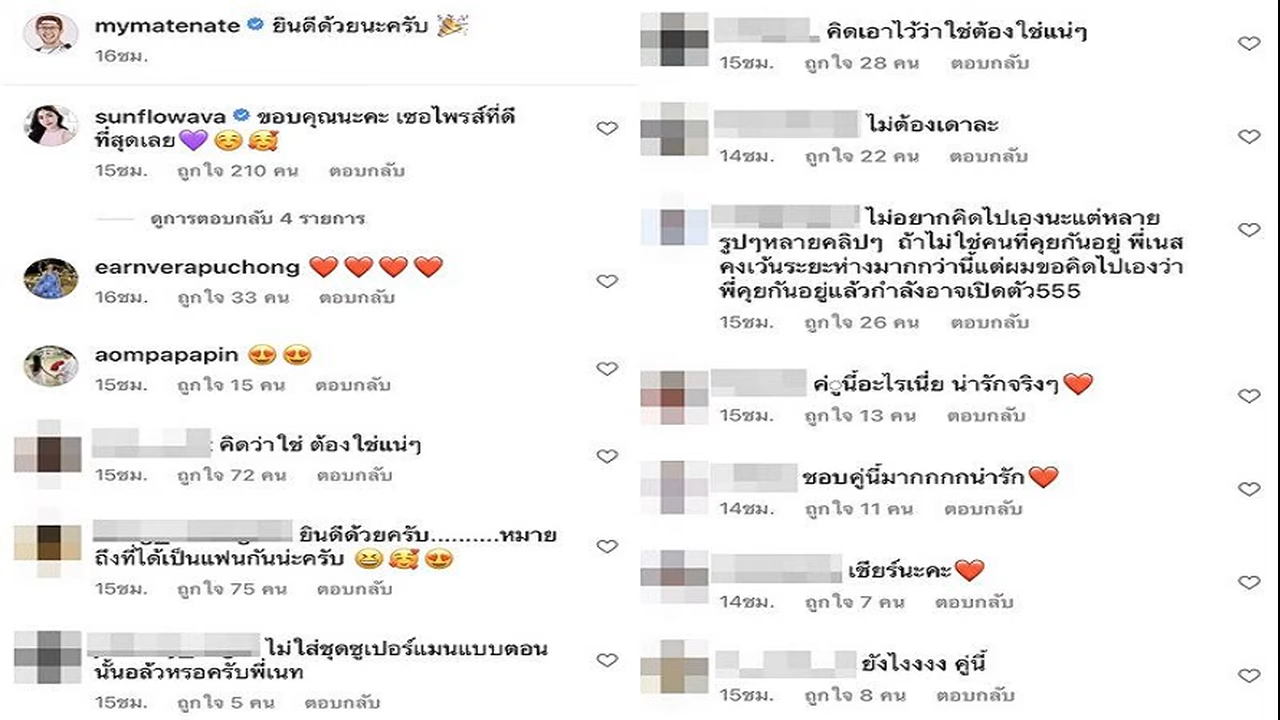 mymatenate ยินดีด้วยนะครับ 🎉
16ชม.
sunflowava ขอบคุณนะคะ เซอไพรส์ที่ดี
ที่สุดเลย💜☺️🥰
15ชม. ถูกใจ 210 คน ตอบกลับ
ดูการตอบกลับ 4 รายการ
earnverapuchong ❤️❤️❤️❤️
16ชม. ถูกใจ 33 คน ตอบกลับ
aompapapin 😍😍
15ชม. ถูกใจ 15 คน ตอบกลับ
คิดว่าใช่ ต้องใช่แน่ๆ
15ชม. ถูกใจ 72 คน ตอบกลับ
ยินดีด้วยครับ..........หมาย
ถึงที่ได้เป็นแฟนกันน่ะครับ 😆🥰😍
15ชม. ถูกใจ 75 คน ตอบกลับ
ไม่ใส่ชุดซูเปอร์แมนแบบตอน
นั้นอล้วหรอครับพี่เนท
15ชม. ถูกใจ 5 คน ตอบกลับ
คิดเอาไว้ว่าใช่ต้องใช่แน่ๆ
15ชม. ถูกใจ 28 คน ตอบกลับ
ไม่ต้องเดาละ
14ชม. ถูกใจ 22 คน ตอบกลับ
ไม่อยากคิดไปเองนะแต่หลาย
รูปๆหลายคลิปๆ ถ้าไม่ใช่คนที่คุยกันอยู่ พี่เนส
คงเว้นระยะห่างมากกว่านี้แต่ผมขอคิดไปเองว่า
พี่คุยกันอยู่แล้วกำลังอาจเปิดตัว555
15ชม. ถูกใจ 26 คน ตอบกลับ
ค่ ูนี้อะไรเนี่ย น่ารักจริงๆ❤️
15ชม. ถูกใจ 13 คน ตอบกลับ
ชอบคู่นี้มากกกกน่ารัก❤️
14ชม. ถูกใจ 11 คน ตอบกลับ
เชียร์นะคะ❤️
14ชม. ถูกใจ 7 คน ตอบกลับ
ยังไงงงง คู่นี้
15ชม. ถูกใจ 8 คน ตอบกลับ